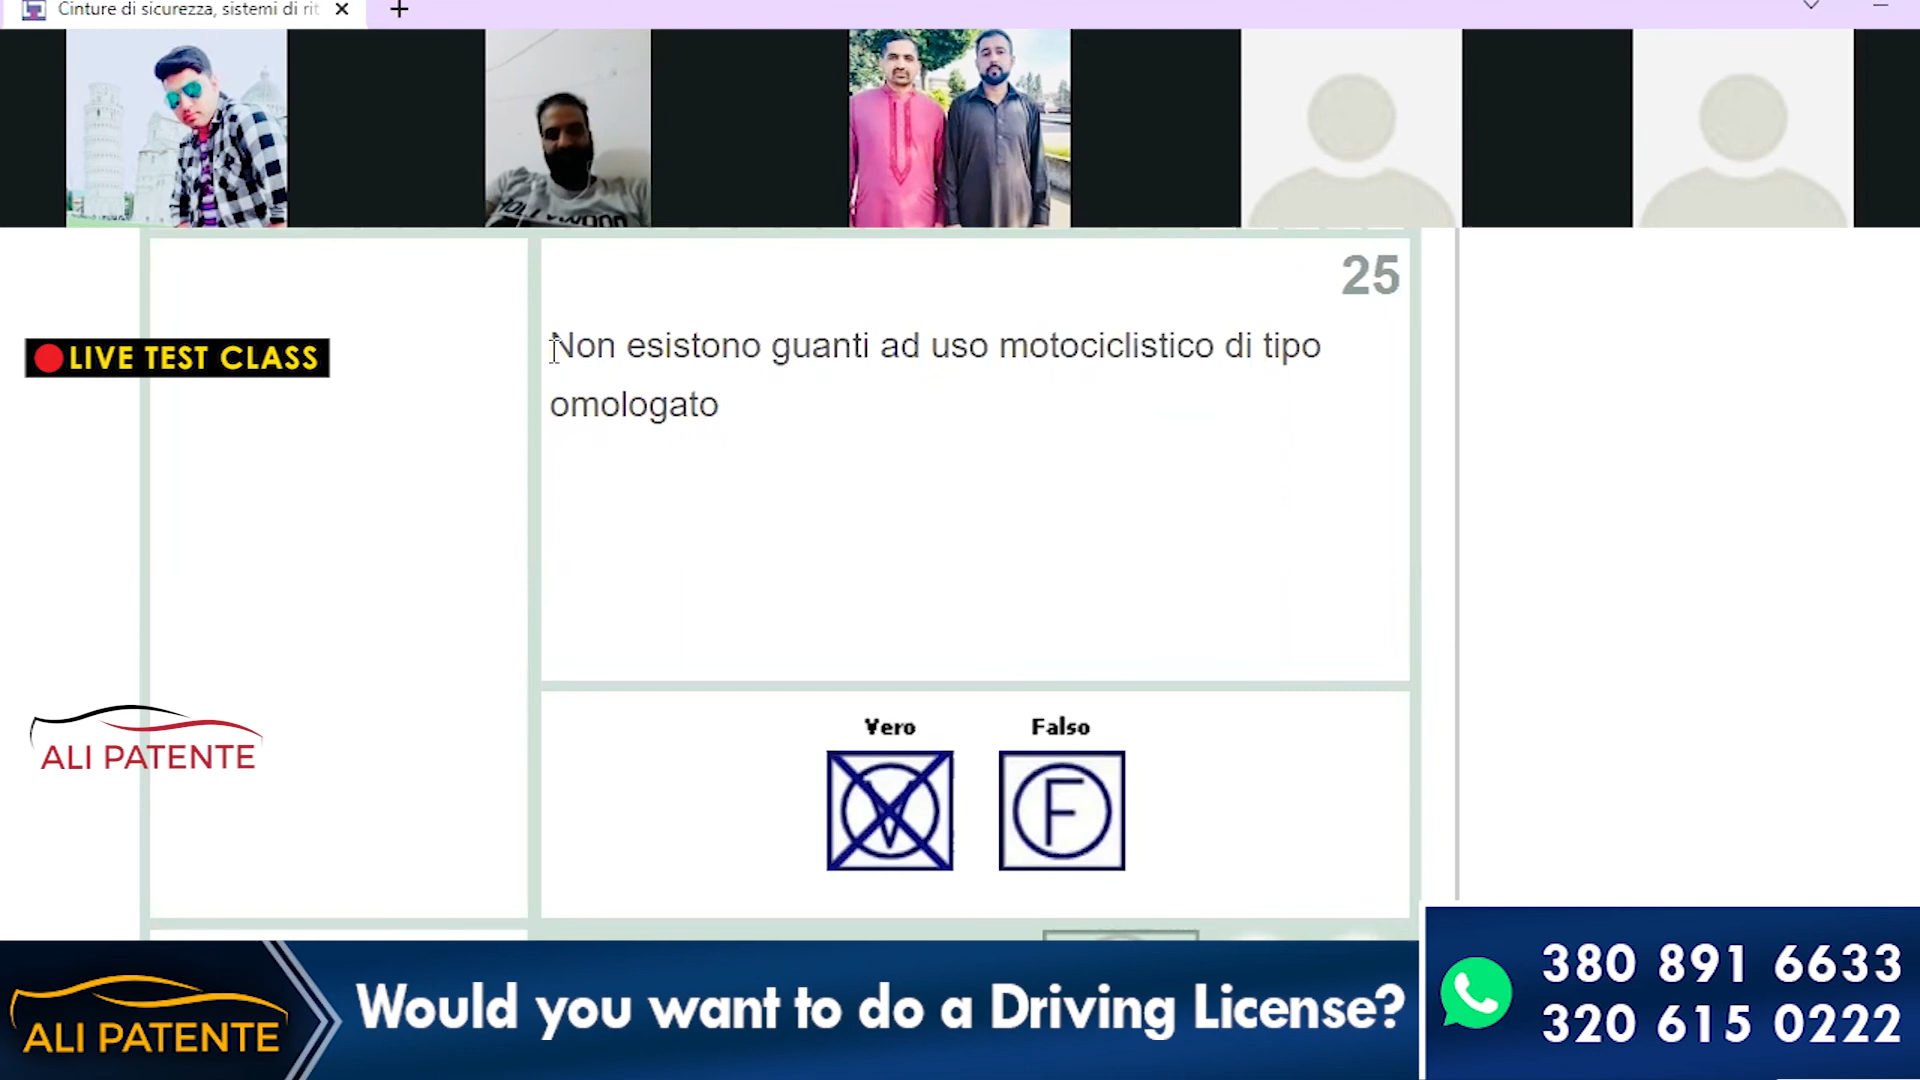 Cinture di sicurezza, sistemi di rit
25
LIVE TEST CLASS
Non esistono guanti ad uso motociclistico di tipo
omologato
ALI PATENTE
Vero Falso
V F
ALI PATENTE
Would you want to do a Driving License?
380 891 6633
320 615 0222